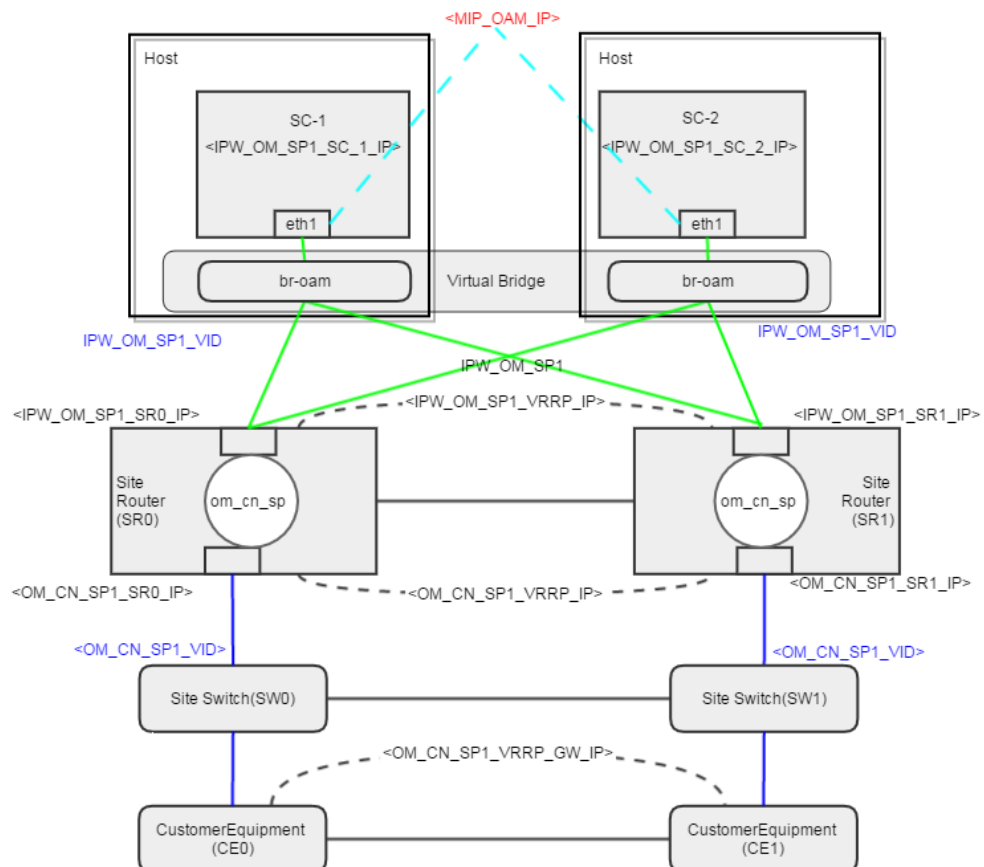 <MIP_OAM_IP>
Host
Host
SC-1
<IPW_OM_SP1_SC_1_IP>
SC-2
<IPW_OM_SP1_SC_2_IP>
eth1
eth1
br-oam
Virtual Bridge
br-oam
IPW_OM_SP1_VID
IPW_OM_SP1_VID
IPW_OM_SP1
<IPW_OM_SP1_SR0_IP>
<IPW_OM_SP1_VRRP_IP>
<IPW_OM_SP1_SR1_IP>
Site
Router
(SR0)
om_cn_sp
om_cn_sp
Site
Router
(SR1)
<OM_CN_SP1_SR0_IP>
<OM_CN_SP1_VRRP_IP>
<OM_CN_SP1_SR1_IP>
<OM_CN_SP1_VID>
<OM_CN_SP1_VID>
Site Switch(SW0)
Site Switch(SW1)
<OM_CN_SP1_VRRP_GW_IP>
CustomerEquipment
(CE0)
CustomerEquipment
(CE1)